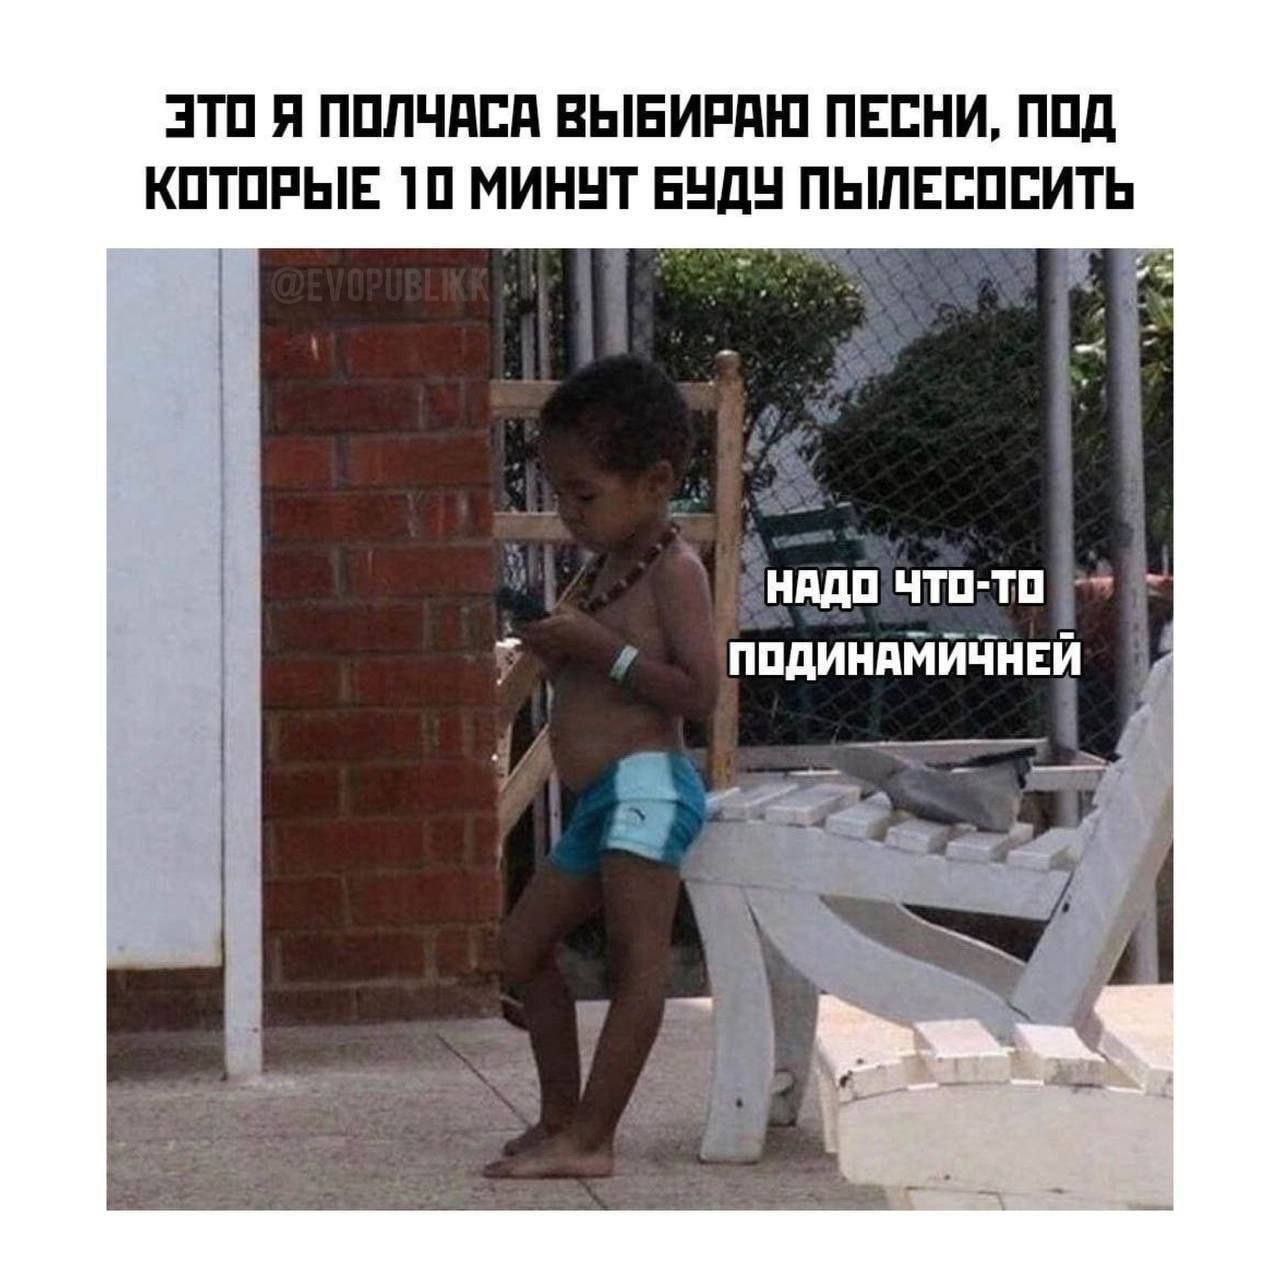 ЭТО Я ПОЛЧАСА ВЫБИРАЮ ПЕСНИ, ПОД
КОТОРЫЕ 10 МИНУТ БУДУ ПЫЛЕСОСИТЬ
@EVOPUBLIKK
НАДО ЧТО-ТО
ПОДИНАМИЧНЕЙ